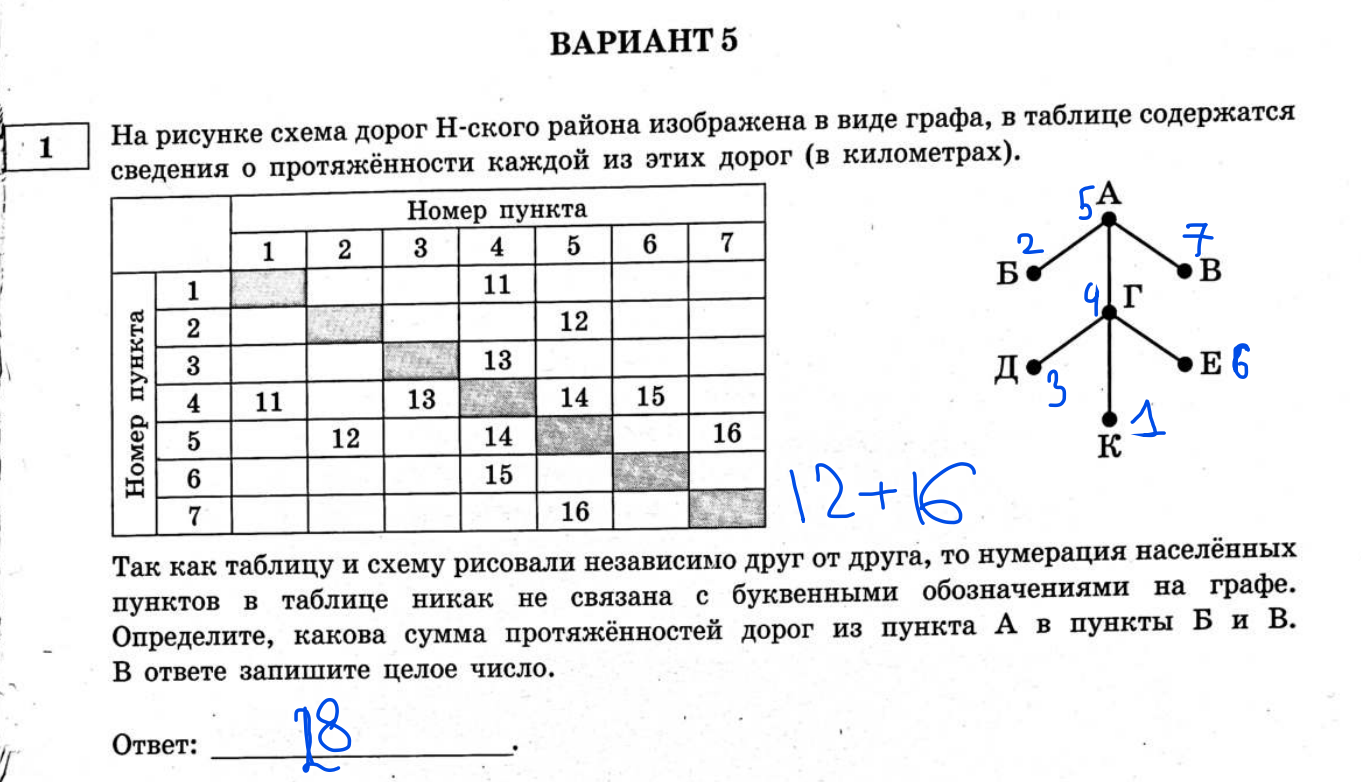 ВАРИАНТ 5
1
На рисунке схема дорог Н-ского района изображена в виде графа, в таблице содержатся
сведения о протяжённости каждой из этих дорог (в километрах).
Номер пункта
1 2 3 4 5 6 7
Номер пункта
1 11
2 12
3 13
4 11 13 14 15
5 12 14 16
6 15
7 16
5 А
2 7
Б В
4 Г
Д Е 6
3
1
К
12+16
Так как таблицу и схему рисовали независимо друг от друга, то нумерация населённых
пунктов в таблице никак не связана с буквенными обозначениями на графе.
Определите, какова сумма протяжённостей дорог из пункта А в пункты Б и В.
В ответе запишите целое число.
Ответ: 28.